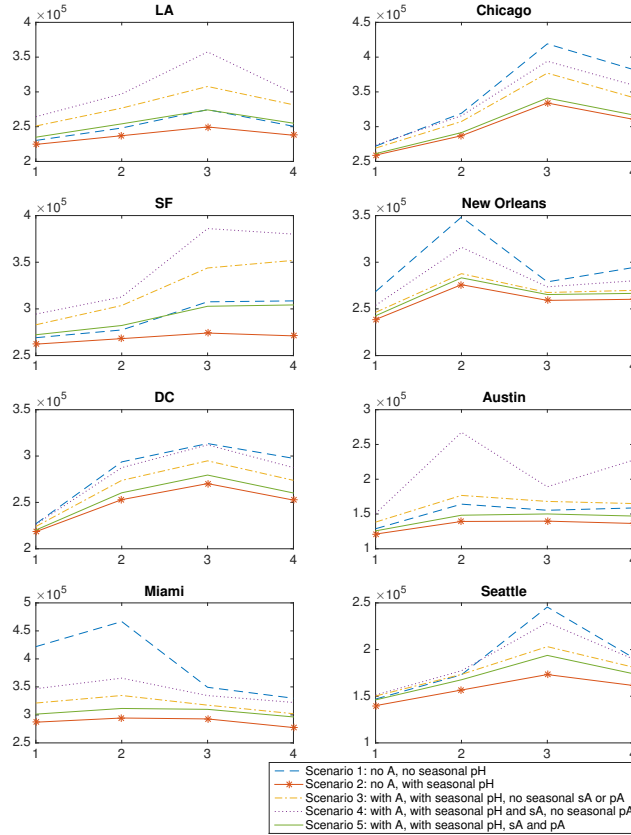 LA
×10^5
4
3.5
3
2.5
2
1 2 3 4
Chicago
×10^5
4.5
4
3.5
3
2.5
1 2 3 4
SF
×10^5
4
3.5
3
2.5
1 2 3 4
New Orleans
×10^5
3.5
3
2.5
2
1 2 3 4
DC
×10^5
3.5
3
2.5
2
1 2 3 4
Austin
×10^5
3
2.5
2
1.5
1
1 2 3 4
Miami
×10^5
5
4.5
4
3.5
3
2.5
1 2 3 4
Seattle
×10^5
2.5
2
1.5
1
1 2 3 4
Scenario 1: no A, no seasonal pH
Scenario 2: no A, with seasonal pH
Scenario 3: with A, with seasonal pH, no seasonal sA or pA
Scenario 4: with A, with seasonal pH and sA, no seasonal pA
Scenario 5: with A, with seasonal pH, sA and pA